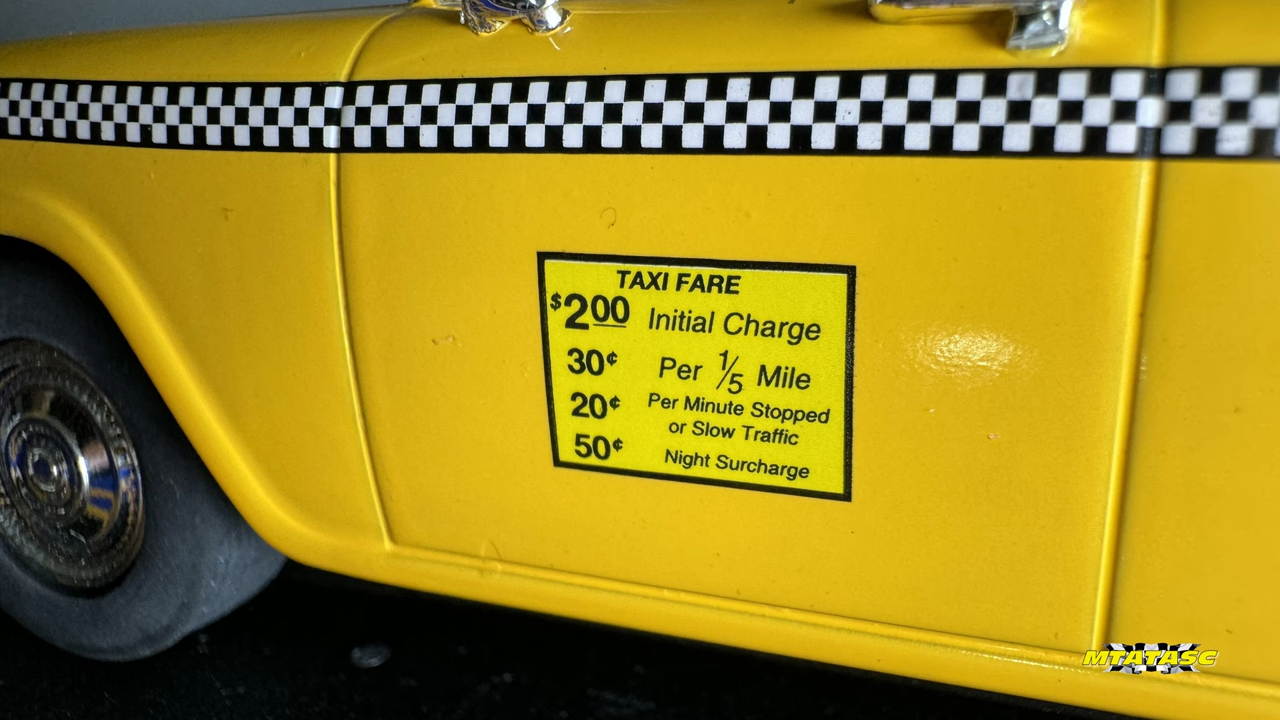 TAXI FARE
$2.00 Initial Charge
30¢ Per 1/5 Mile
20¢ Per Minute Stopped
or Slow Traffic
50¢ Night Surcharge
MTATASC